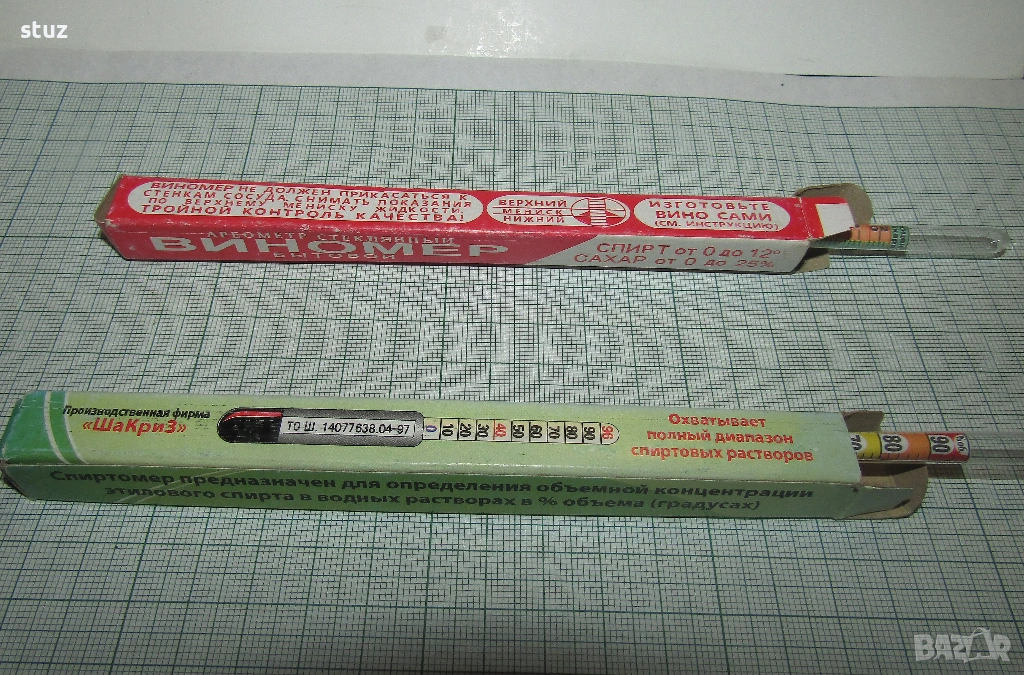 stuz
ВИНОМЕР НЕ ДОЛЖЕН ПРИКАСАТЬСЯ К
СТЕНКАМ СОСУДА. СНИМАТЬ ПОКАЗАНИЯ
ПО ВЕРХНЕМУ МЕНИСКУ ЖИДКОСТИ.
ТРОЙНОЙ КОНТРОЛЬ КАЧЕСТВА!
ВЕРХНИЙ
МЕНИСК
НИЖНИЙ
ИЗГОТОВЬТЕ
ВИНО САМИ
(СМ. ИНСТРУКЦИЮ)
АРЕОМЕТР СТЕКЛЯННЫЙ
ВИНОМЕР
БЫТОВОЙ
СПИРТ от 0 до 12°
САХАР от 0 до 25%
Производственная фирма
«ШаКриЗ»
ТО Ш. 14077638.04-97
0 10 20 30 40 50 60 70 80 90 96
Охватывает
полный диапазон
спиртовых растворов
70 80 90
Спиртомер предназначен для определения объемной концентрации
этилового спирта в водных растворах в % объема (градусах)
BAZAR